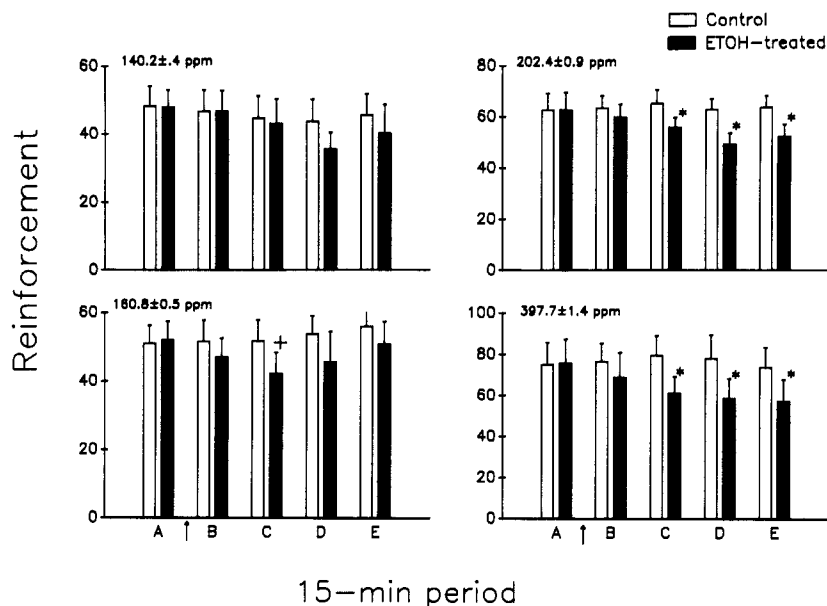 Control
ETOH-treated
140.2±.4 ppm
202.4±0.9 ppm
60
40
20
0
80
60
40
20
0
*
*
*
160.8±0.5 ppm
397.7±1.4 ppm
60
40
20
0
100
80
60
40
20
0
+
*
*
*
A ↑ B C D E
A ↑ B C D E
Reinforcement
15-min period